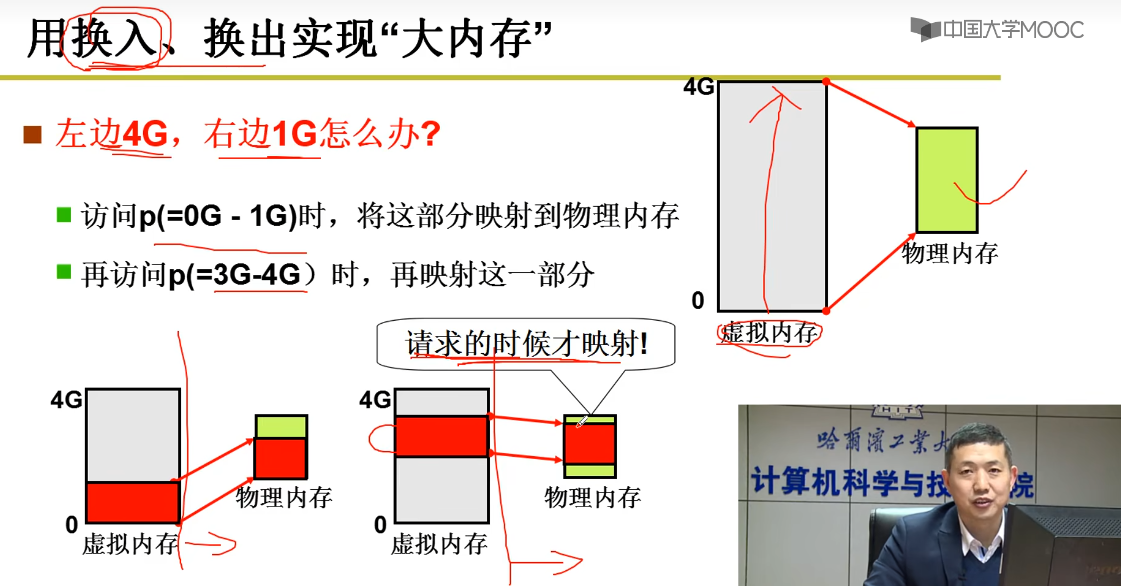 用换入、换出实现“大内存”
中国大学MOOC
左边4G，右边1G怎么办?
访问p(=0G - 1G)时，将这部分映射到物理内存
再访问p(=3G-4G）时，再映射这一部分
4G
0
虚拟内存
物理内存
请求的时候才映射!
4G
0
虚拟内存
物理内存
4G
0
虚拟内存
物理内存
HIT
哈尔滨工业大
计算机科学与技 院